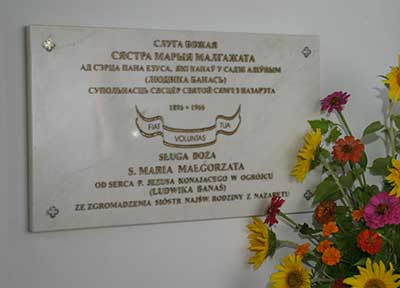 СЛУГА БОЖАЯ
СЯСТРА МАРЫЯ МАЛГАЖАТА
АД СЭРЦА ПАНА ЕЗУСА, ЯКІ КАНАЎ У САДЗЕ АЛІЎНЫМ
(ЛЮДВІКА БАНАСЬ)
СУПОЛЬНАСЦЬ СЯСЦЁР СВЯТОЙ СЯМ'І З НАЗАРЭТА
1896 - 1966
FIAT VOLUNTAS TUA
SŁUGA BOŻA
S. MARIA MAŁGORZATA
OD SERCA P. JEZUSA KONAJĄCEGO W OGRÓJCU
(LUDWIKA BANAŚ)
ZE ZGROMADZENIA SIÓSTR NAJŚW. RODZINY Z NAZARETU